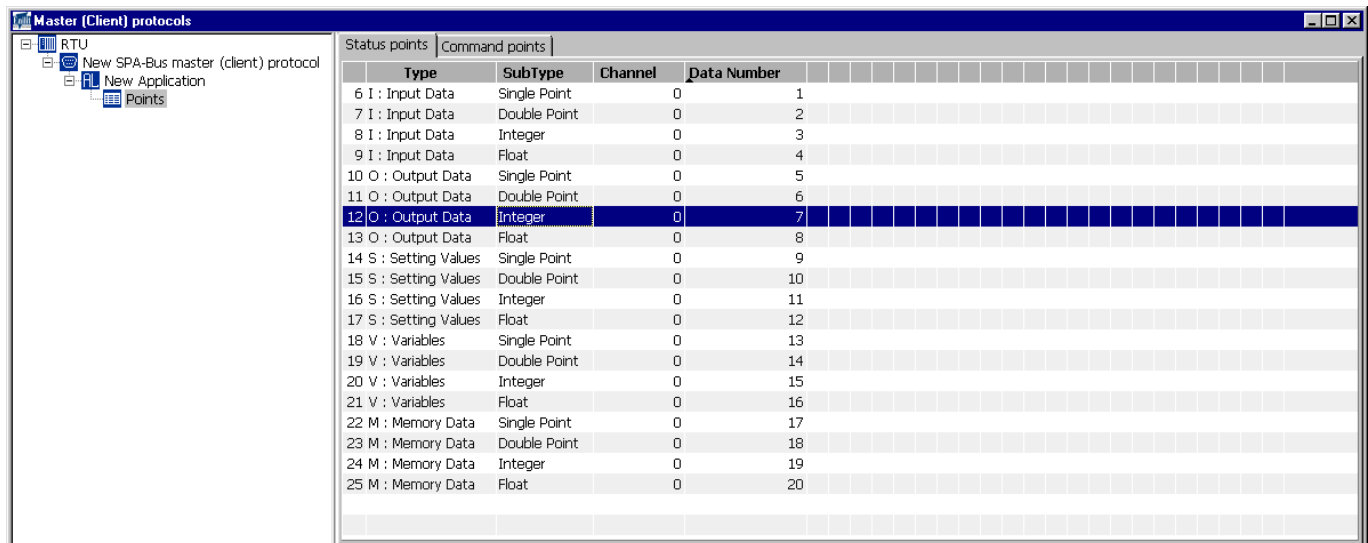 Master (Client) protocols
RTU
New SPA-Bus master (client) protocol
New Application
Points
Status points Command points
Type SubType Channel Data Number
6 I : Input Data Single Point 0 1
7 I : Input Data Double Point 0 2
8 I : Input Data Integer 0 3
9 I : Input Data Float 0 4
10 O : Output Data Single Point 0 5
11 O : Output Data Double Point 0 6
12 O : Output Data Integer 0 7
13 O : Output Data Float 0 8
14 S : Setting Values Single Point 0 9
15 S : Setting Values Double Point 0 10
16 S : Setting Values Integer 0 11
17 S : Setting Values Float 0 12
18 V : Variables Single Point 0 13
19 V : Variables Double Point 0 14
20 V : Variables Integer 0 15
21 V : Variables Float 0 16
22 M : Memory Data Single Point 0 17
23 M : Memory Data Double Point 0 18
24 M : Memory Data Integer 0 19
25 M : Memory Data Float 0 20